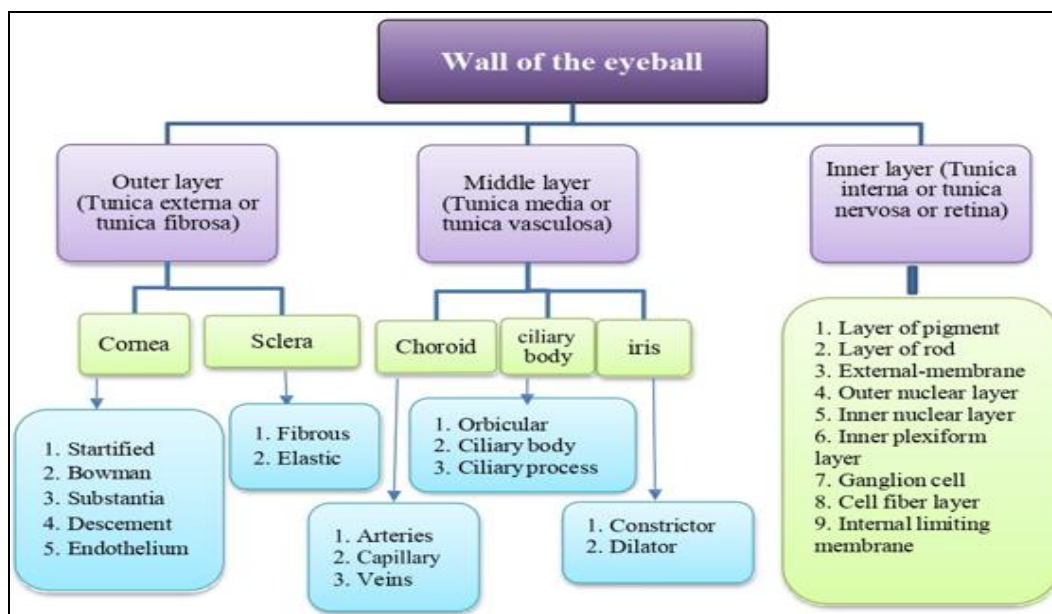 Wall of the eyeball
Outer layer
(Tunica externa or
tunica fibrosa)
Middle layer
(Tunica media or
tunica vasculosa)
Inner layer (Tunica
interna or tunica
nervosa or retina)
Cornea
Sclera
Choroid
ciliary
body
iris
1. Startified
2. Bowman
3. Substantia
4. Descement
5. Endothelium
1. Fibrous
2. Elastic
1. Arteries
2. Capillary
3. Veins
1. Orbicular
2. Ciliary body
3. Ciliary process
1. Constrictor
2. Dilator
1. Layer of pigment
2. Layer of rod
3. External-membrane
4. Outer nuclear layer
5. Inner nuclear layer
6. Inner plexiform
layer
7. Ganglion cell
8. Cell fiber layer
9. Internal limiting
membrane